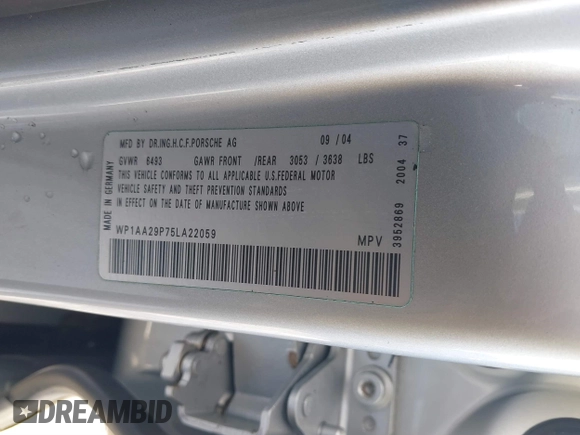 MFD BY DR.ING.H.C.F.PORSCHE AG 09 /04
GVWR 6493 GAWR FRONT /REAR 3053 / 3638 LBS
THIS VEHICLE CONFORMS TO ALL APPLICABLE U.S.FEDERAL MOTOR
VEHICLE SAFETY AND THEFT PREVENTION STANDARDS
IN EFFECT ON THE DATE OF MANUFACTURE SHOWN ABOVE
WP1AA29P75LA22059 MPV
MADE IN GERMANY
3952869 2004 37
DREAMBID